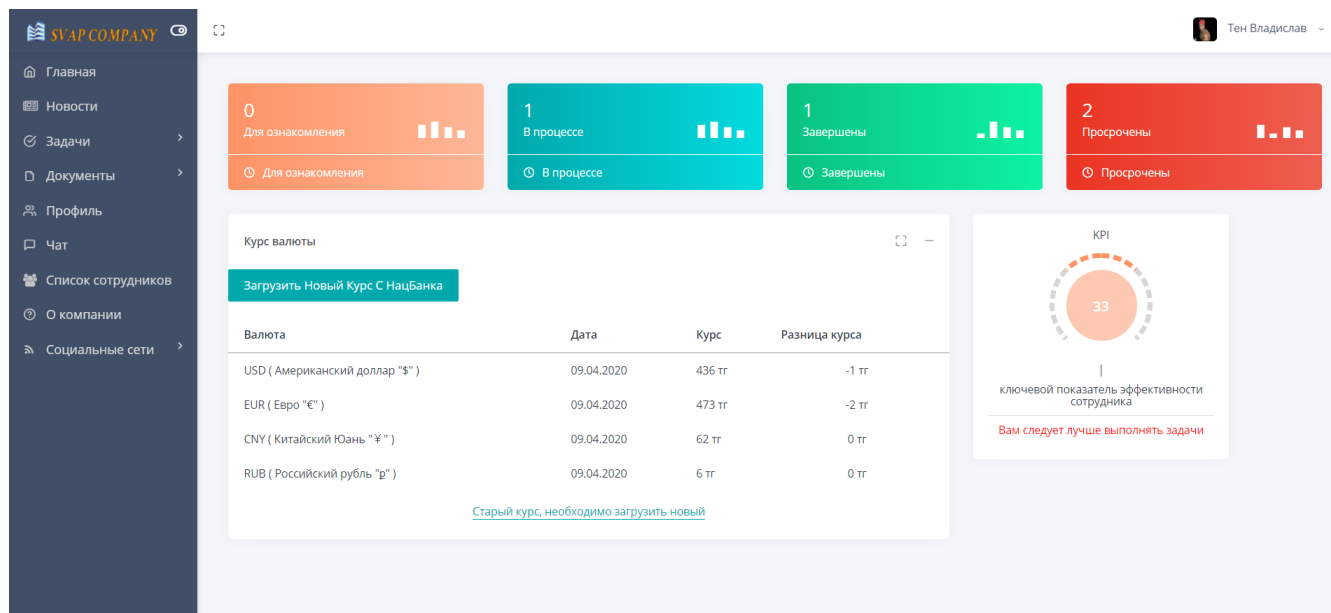 SVAP COMPANY
Тен Владислав
Главная
Новости
Задачи
Документы
Профиль
Чат
Список сотрудников
О компании
Социальные сети
0
Для ознакомления
Для ознакомления
1
В процессе
В процессе
1
Завершены
Завершены
2
Просрочены
Просрочены
Курс валюты
Загрузить Новый Курс С НацБанка
Валюта Дата Курс Разница курса
USD ( Американский доллар "$" ) 09.04.2020 436 тг -1 тг
EUR ( Евро "€" ) 09.04.2020 473 тг -2 тг
CNY ( Китайский Юань "¥" ) 09.04.2020 62 тг 0 тг
RUB ( Российский рубль "р" ) 09.04.2020 6 тг 0 тг
Старый курс, необходимо загрузить новый
KPI
33
|
ключевой показатель эффективности
сотрудника
Вам следует лучше выполнять задачи